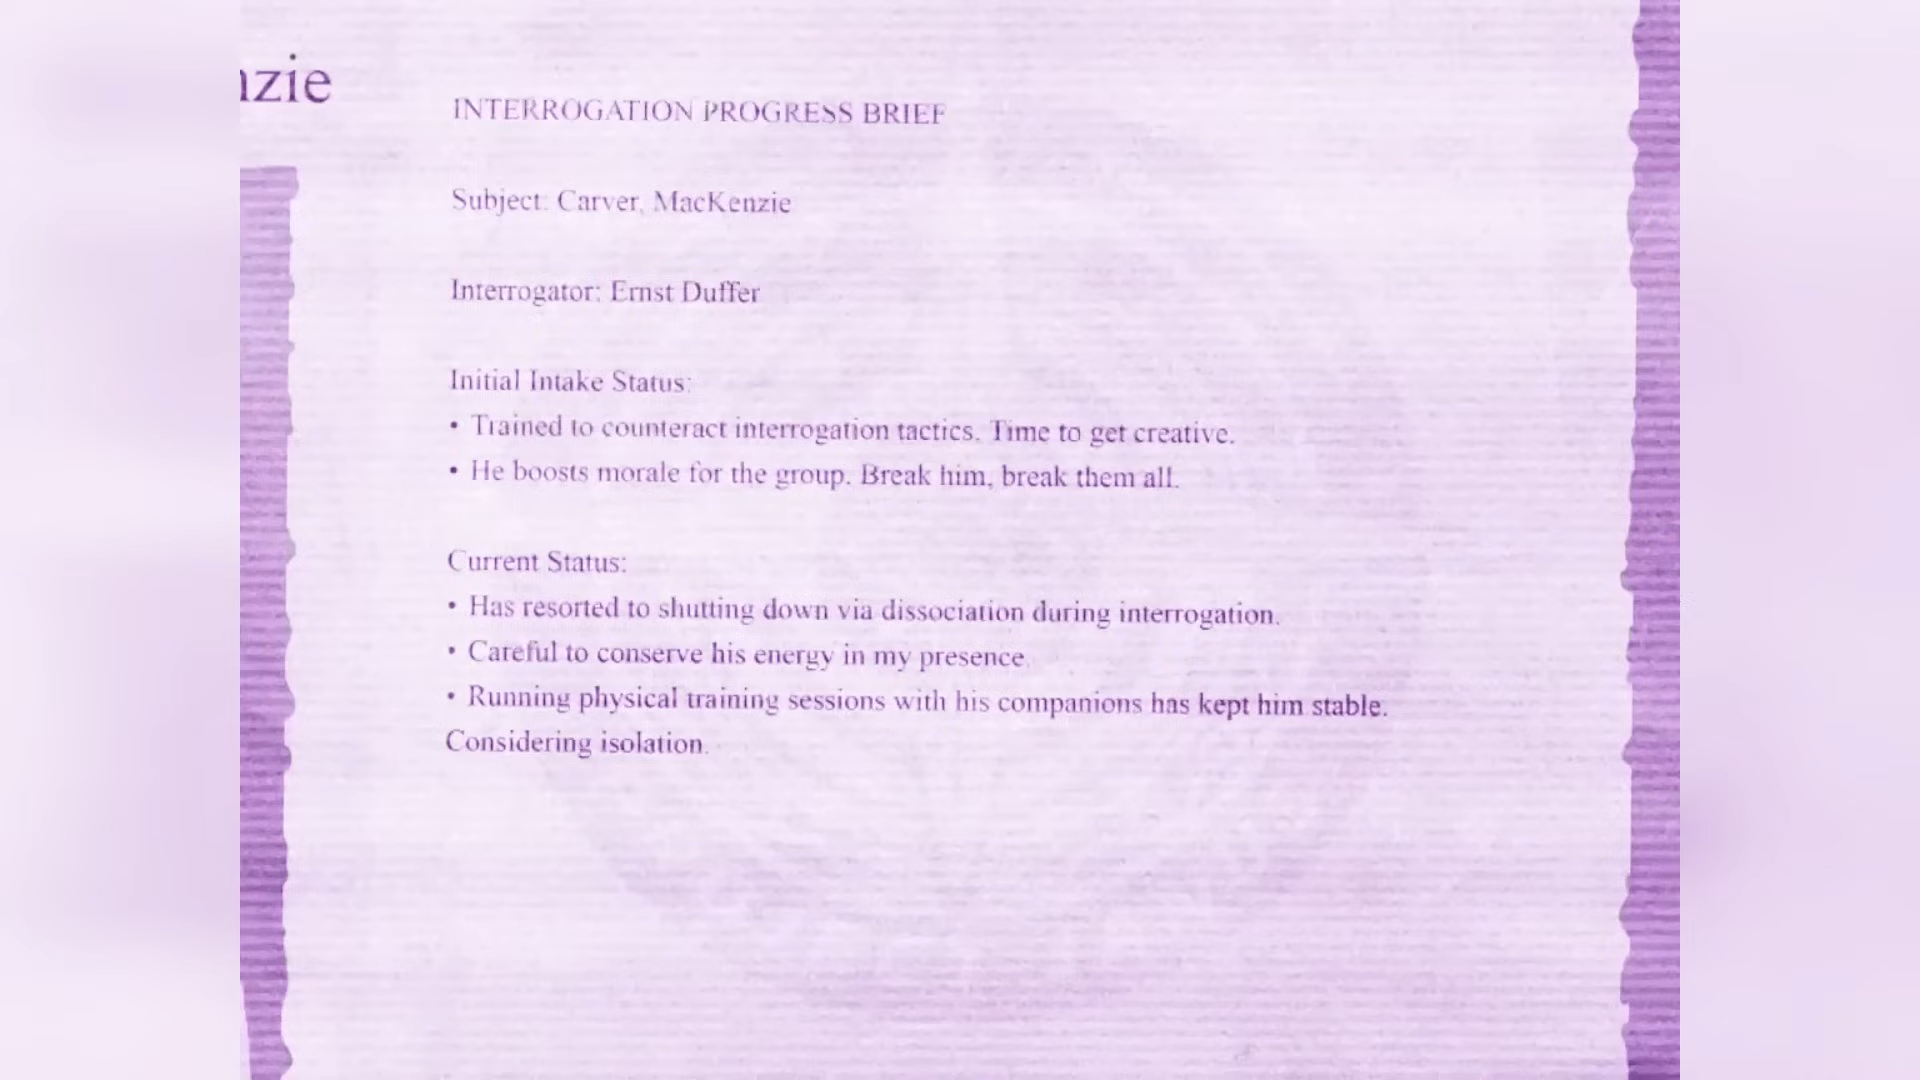 nzie
INTERROGATION PROGRESS BRIEF
Subject: Carver, MacKenzie
Interrogator: Ernst Duffer
Initial Intake Status:
• Trained to counteract interrogation tactics. Time to get creative.
• He boosts morale for the group. Break him, break them all.
Current Status:
• Has resorted to shutting down via dissociation during interrogation.
• Careful to conserve his energy in my presence.
• Running physical training sessions with his companions has kept him stable.
Considering isolation.